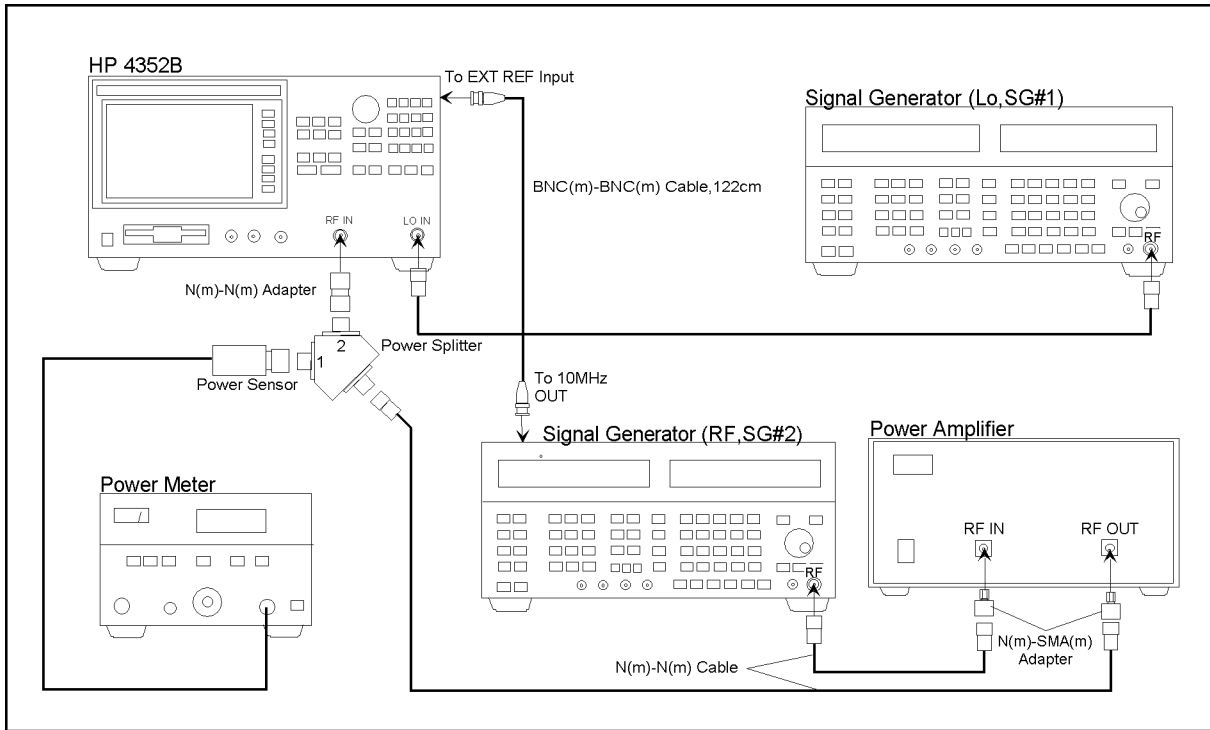 HP 4352B
To EXT REF Input
Signal Generator (Lo,SG#1)
BNC(m)-BNC(m) Cable,122cm
RF IN
LO IN
RF
N(m)-N(m) Adapter
2
1
Power Splitter
Power Sensor
To 10MHz
OUT
Signal Generator (RF,SG#2)
Power Amplifier
Power Meter
RF IN
RF OUT
RF
N(m)-SMA(m)
Adapter
N(m)-N(m) Cable